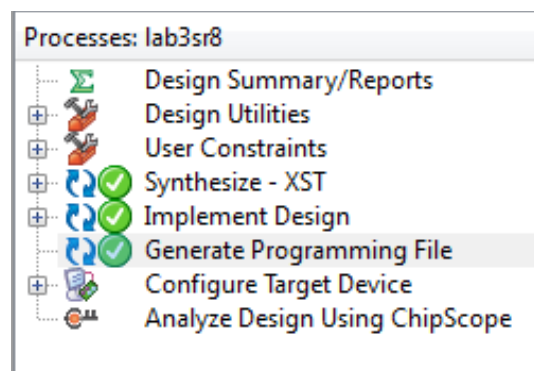 Processes: lab3sr8
Design Summary/Reports
Design Utilities
User Constraints
Synthesize - XST
Implement Design
Generate Programming File
Configure Target Device
Analyze Design Using ChipScope